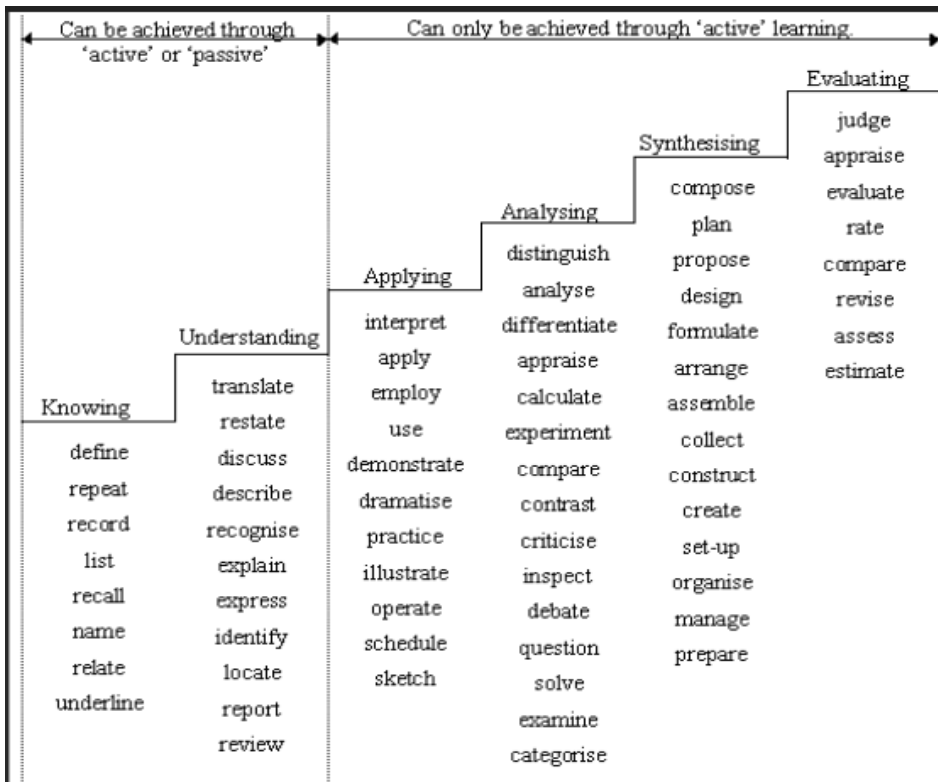 Can be achieved through
‘active’ or ‘passive’
Can only be achieved through ‘active’ learning.
Knowing
define
repeat
record
list
recall
name
relate
underline
Understanding
translate
restate
discuss
describe
recognise
explain
express
identify
locate
report
review
Applying
interpret
apply
employ
use
demonstrate
dramatise
practice
illustrate
operate
schedule
sketch
Analysing
distinguish
analyse
differentiate
appraise
calculate
experiment
compare
contrast
criticise
inspect
debate
question
solve
examine
categorise
Synthesising
compose
plan
propose
design
formulate
arrange
assemble
collect
construct
create
set-up
organise
manage
prepare
Evaluating
judge
appraise
evaluate
rate
compare
revise
assess
estimate